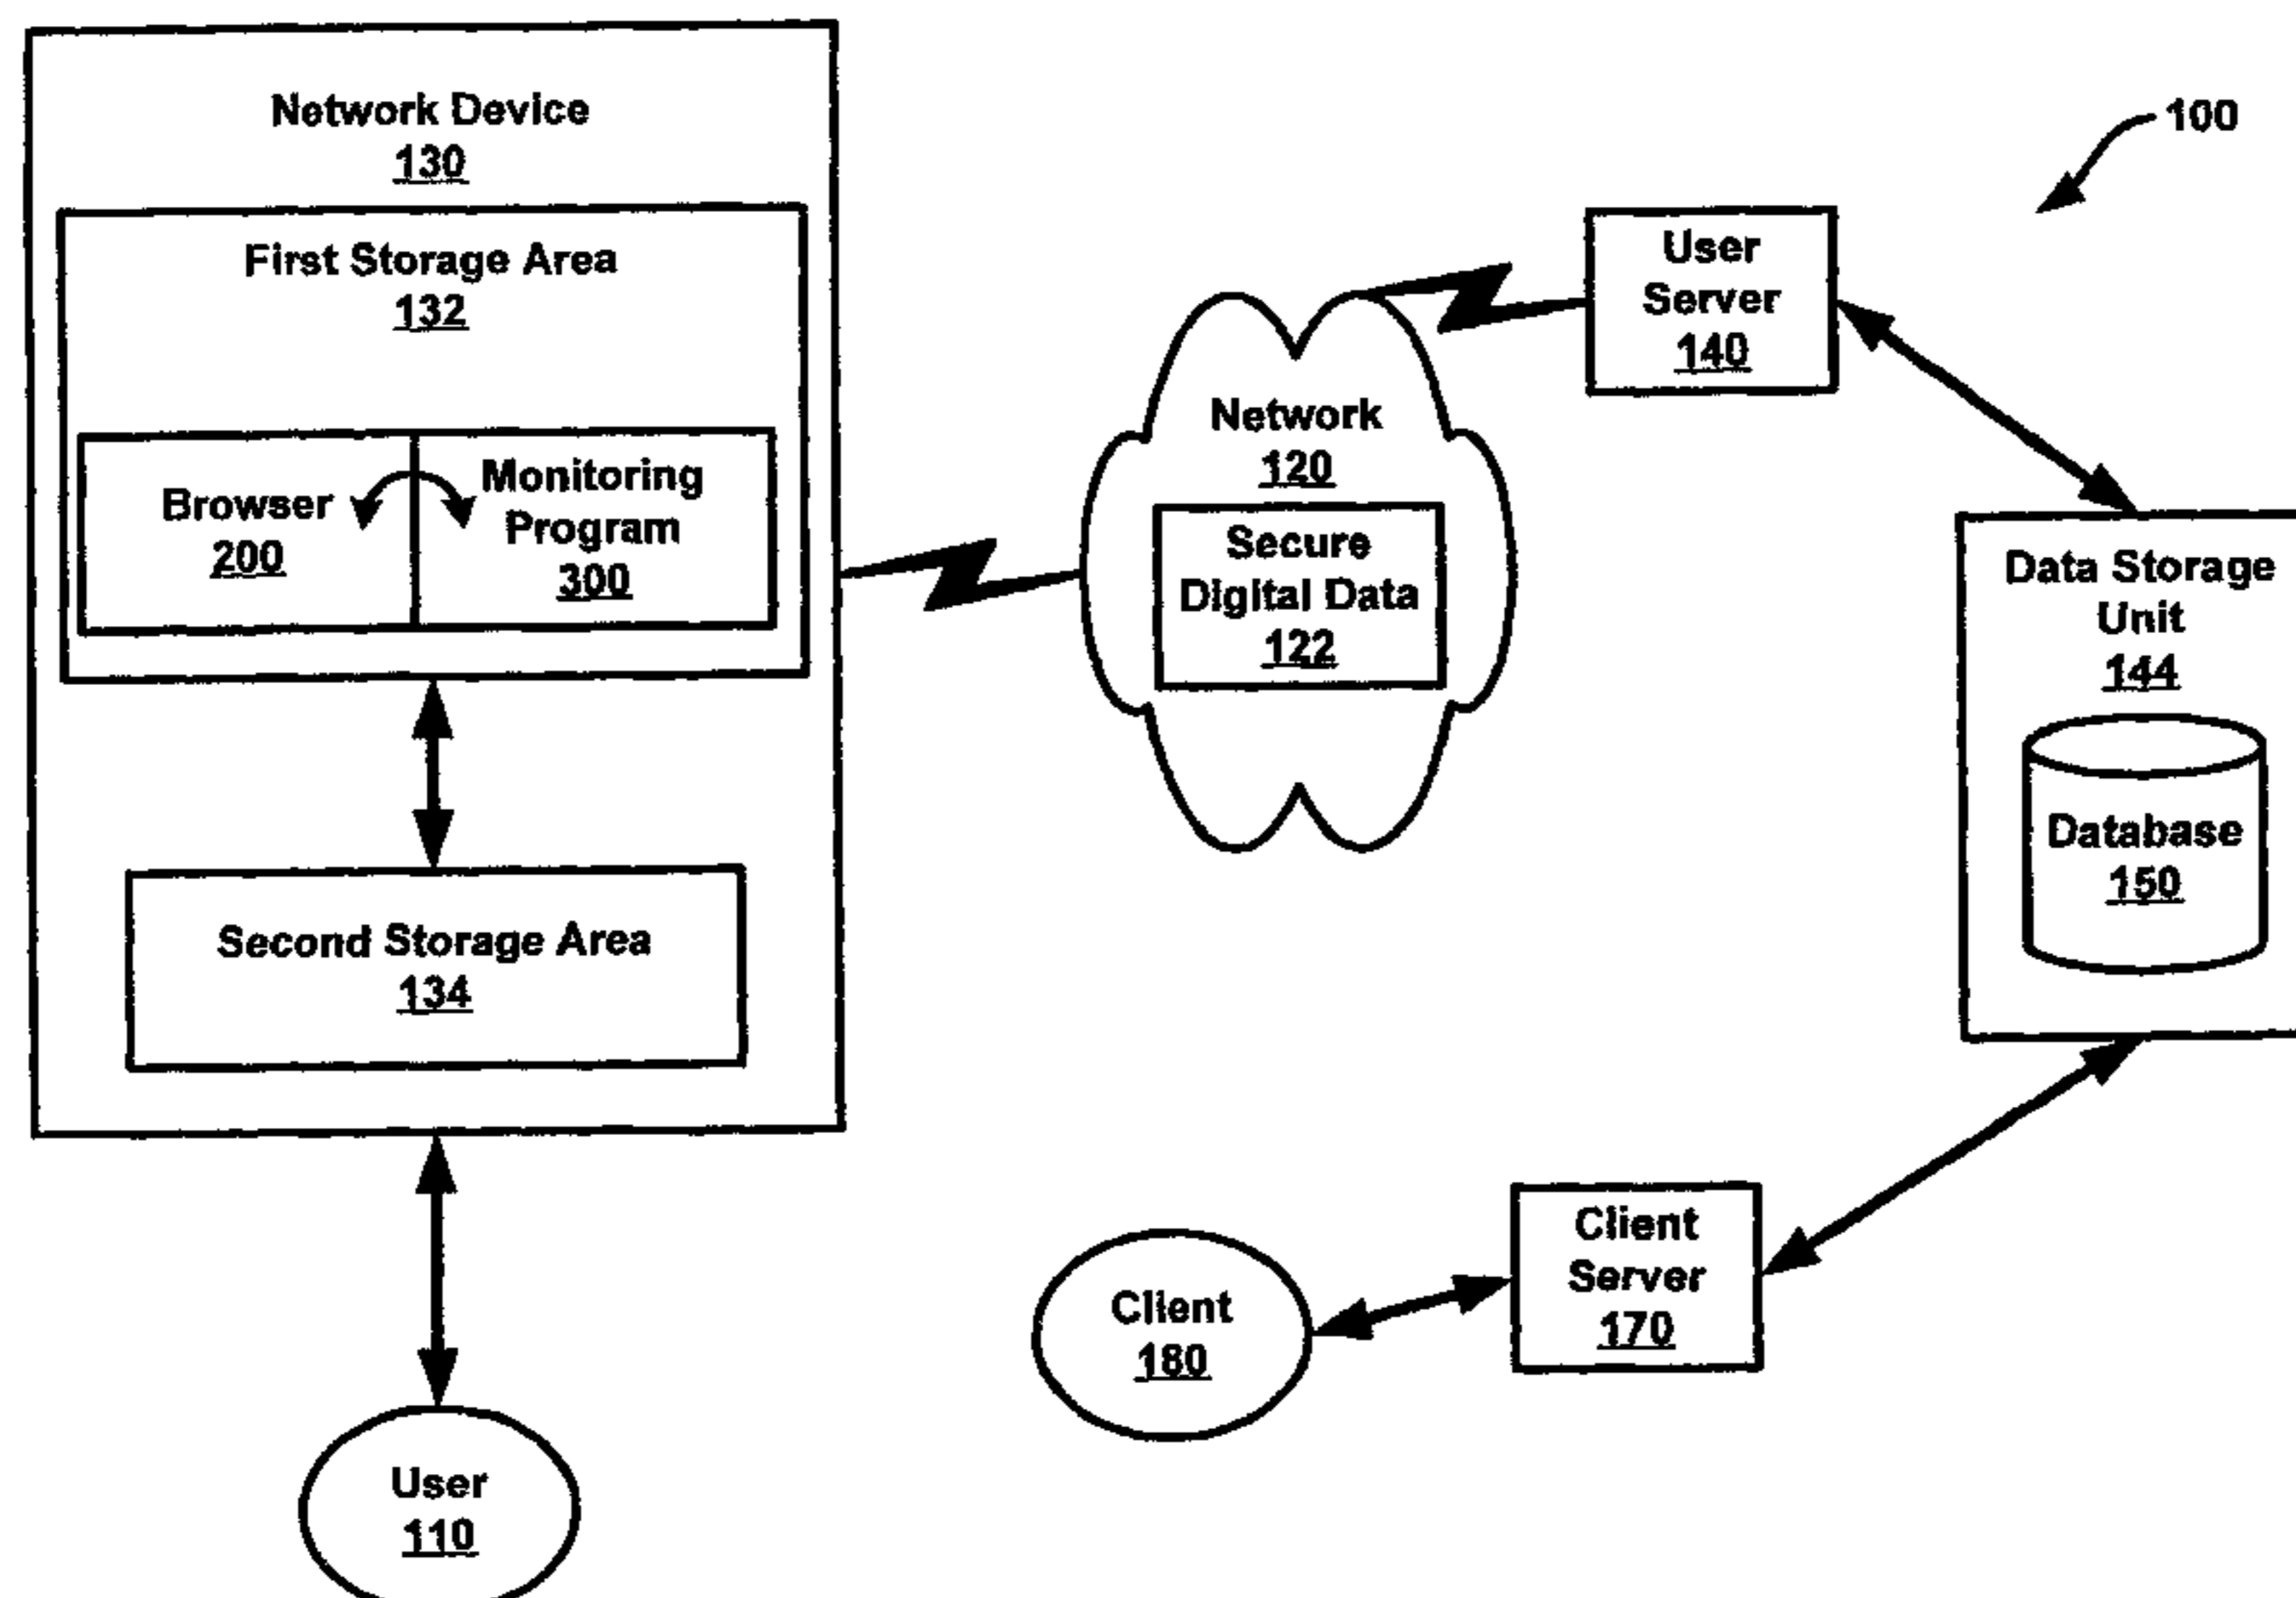 Network Device
130
First Storage Area
132
Browser
200
Monitoring
Program
300
Second Storage Area
134
User
110
Network
120
Secure
Digital Data
122
100
User
Server
140
Data Storage
Unit
144
Database
150
Client
Server
170
Client
180